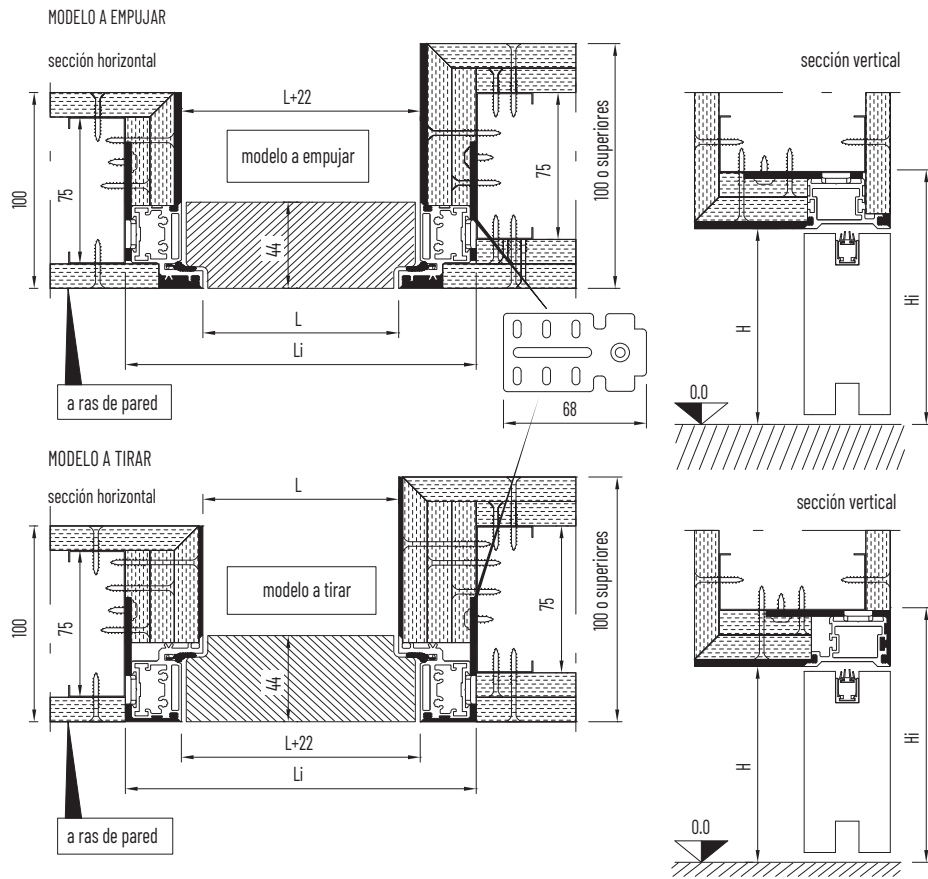 MODELO A EMPUJAR
sección horizontal
sección vertical
L+22
modelo a empujar
100
75
44
75
100 o superiores
L
Li
a ras de pared
68
H
Hi
0.0
MODELO A TIRAR
sección horizontal
sección vertical
L
modelo a tirar
100
75
44
75
100 o superiores
L+22
Li
a ras de pared
H
Hi
0.0